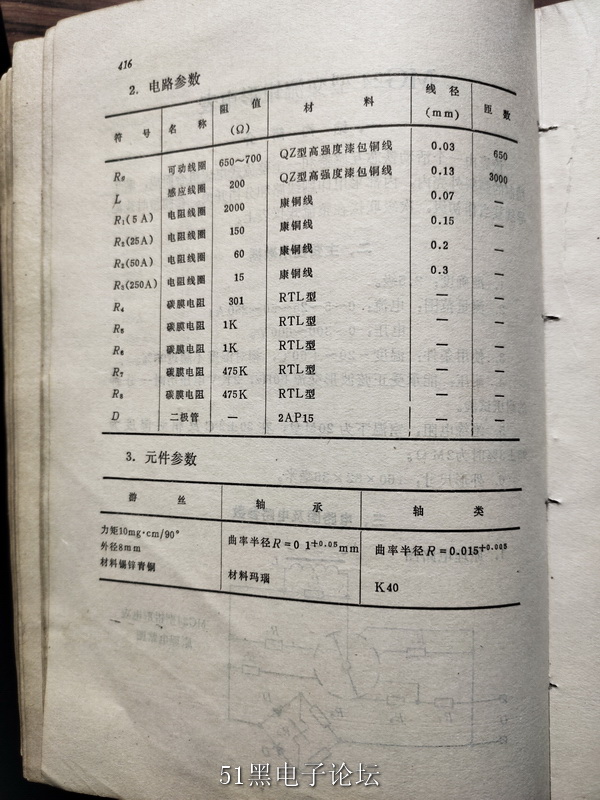 416
2. 电路参数
符 号 名 称 阻 值 (Ω) 材 料 线 径 (mm) 匝 数
R₀ 可动线圈 650～700 QZ型高强度漆包铜线 0.03 650
L 感应线圈 200 QZ型高强度漆包铜线 0.13 3000
R₁(5A) 电阻线圈 2000 康铜线 0.07 —
R₂(25A) 电阻线圈 150 康铜线 0.15 —
R₂(50A) 电阻线圈 60 康铜线 0.2 —
R₃(250A) 电阻线圈 15 康铜线 0.3 —
R₄ 碳膜电阻 301 RTL型 — —
R₅ 碳膜电阻 1K RTL型 — —
R₆ 碳膜电阻 1K RTL型 — —
R₇ 碳膜电阻 475K RTL型 — —
R₈ 碳膜电阻 475K RTL型 — —
D 二极管 — 2AP15 — —
3. 元件参数
游 丝 轴 承 轴 类
力矩10mg·cm/90° 曲率半径R=0 1⁺⁰·⁰⁵mm 曲率半径R=0.015⁺⁰·⁰⁰⁵
外径8mm
材料锡锌青铜 材料玛瑙 K40
51黑电子论坛